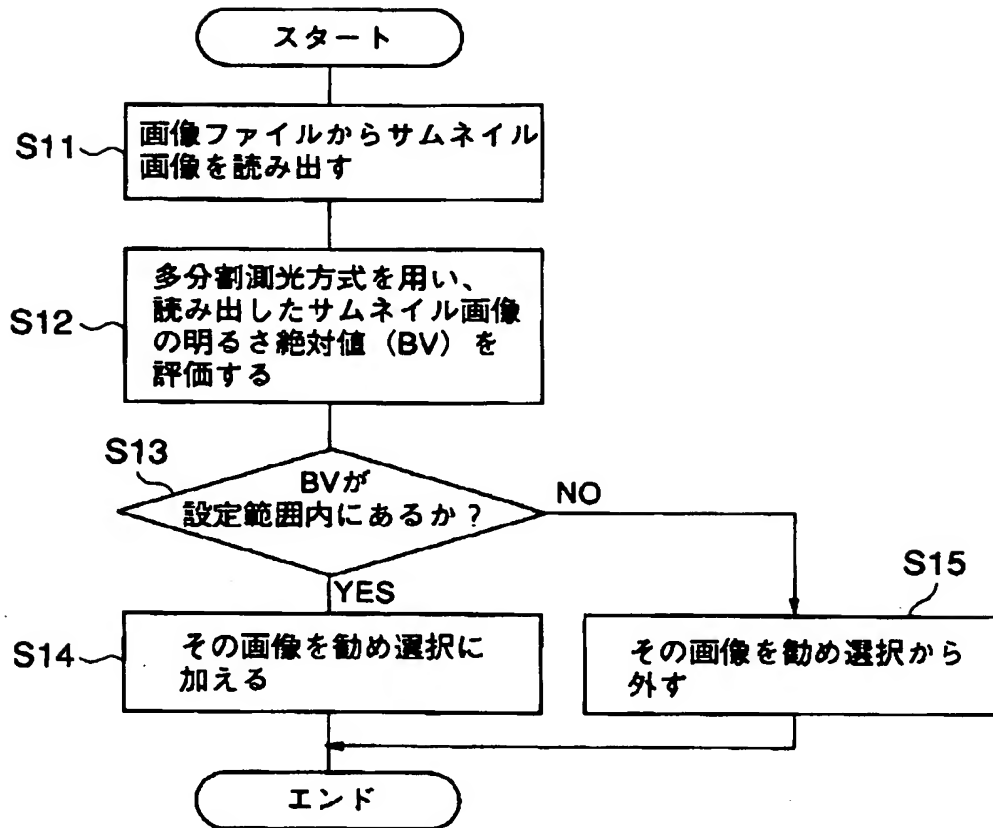 スタート
S11
画像ファイルからサムネイル
画像を読み出す
S12
多分割測光方式を用い、
読み出したサムネイル画像
の明るさ絶対値（BV）を
評価する
S13
BVが
設定範囲内にあるか？
NO
YES
S14
その画像を勧め選択に
加える
S15
その画像を勧め選択から
外す
エンド